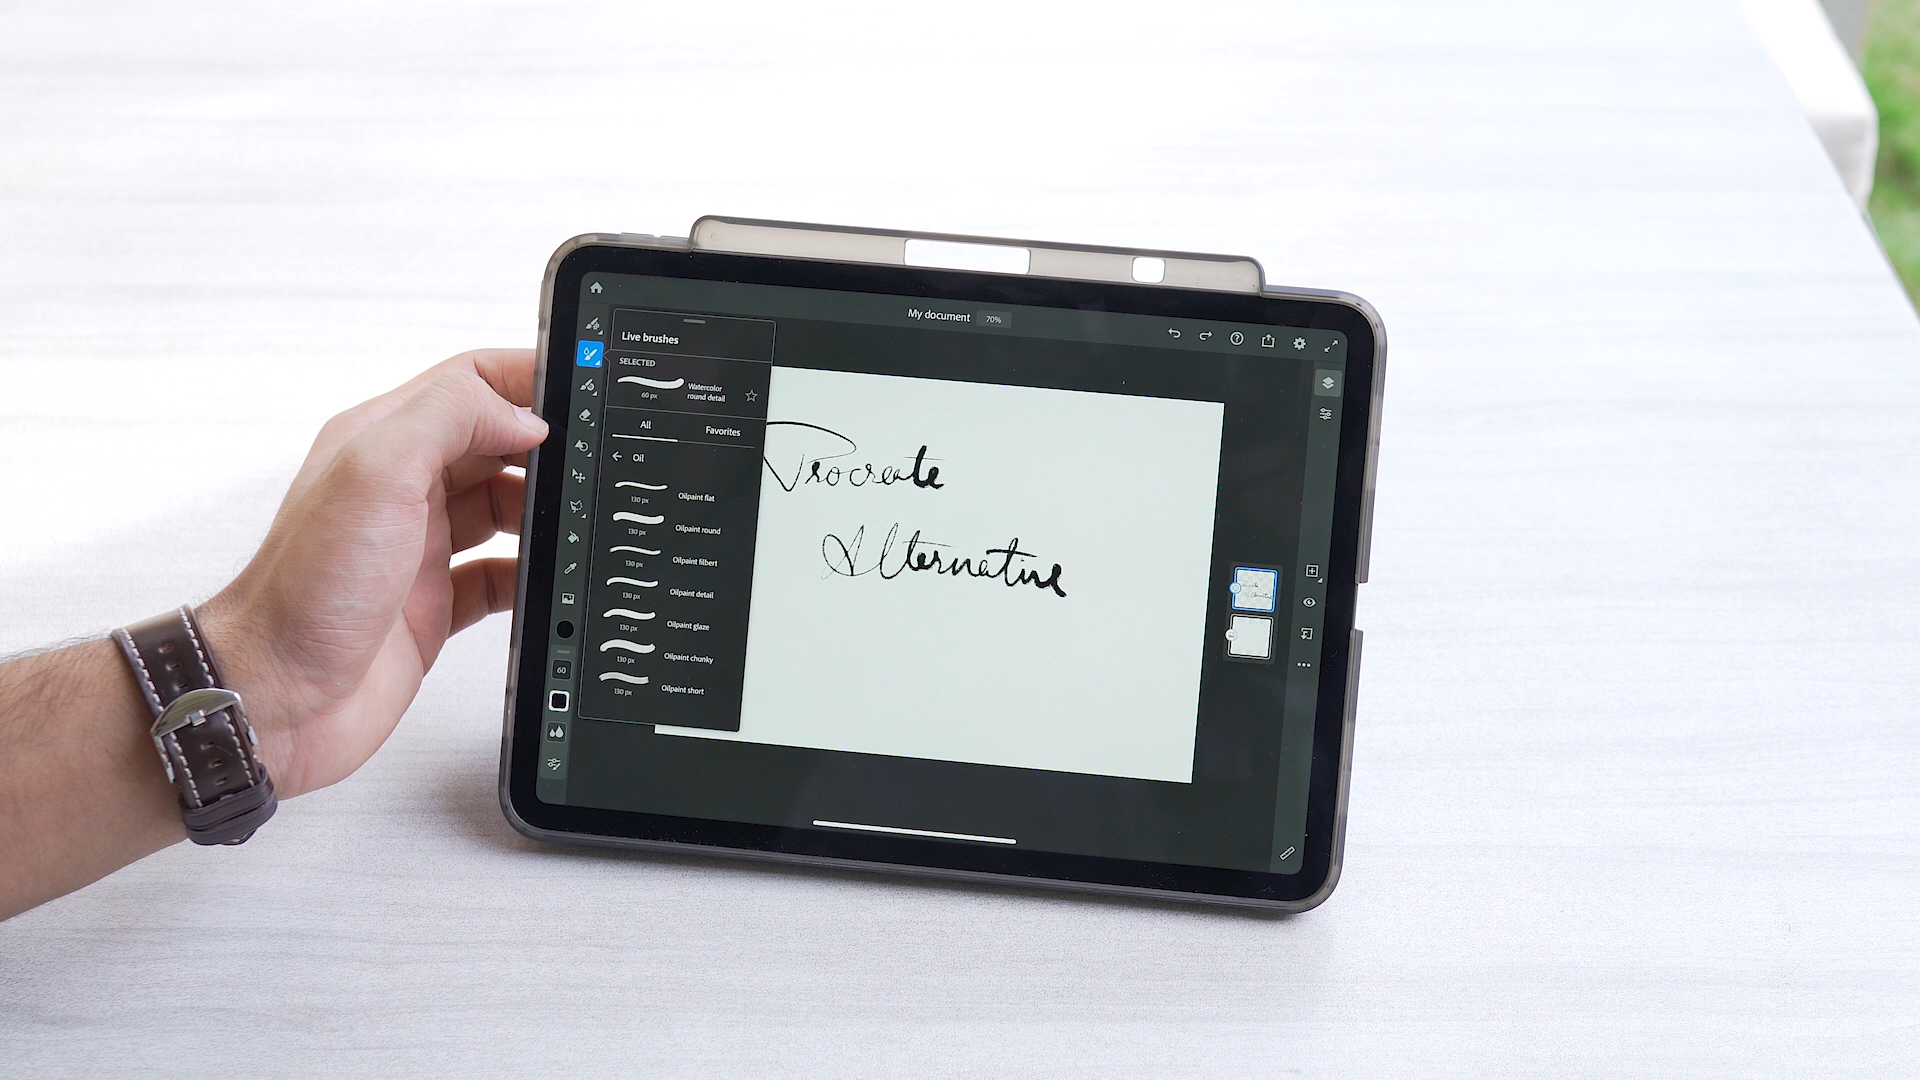 My document 70%
Live brushes
SELECTED
60 px Watercolor
round detail
All Favorites
Oil
130 px Oilpaint flat
130 px Oilpaint round
130 px Oilpaint filbert
130 px Oilpaint detail
130 px Oilpaint glaze
130 px Oilpaint chunky
130 px Oilpaint short
60
Procreate
Alternative